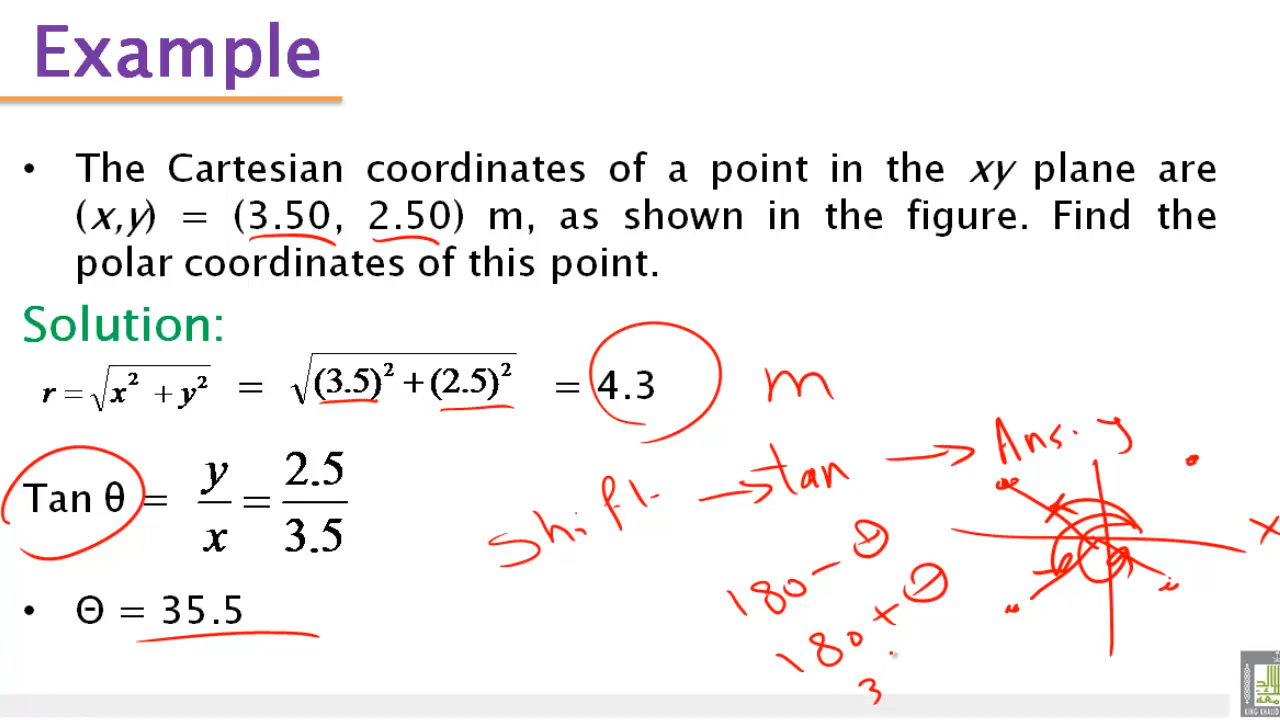 Example
• The Cartesian coordinates of a point in the xy plane are
(x,y) = (3.50, 2.50) m, as shown in the figure. Find the
polar coordinates of this point.
Solution:
r = √x² + y² = √(3.5)² + (2.5)² = 4.3 m
Shift → tan → Ans. y
Tan θ = y/x = 2.5/3.5
x
180 - θ
• Θ = 35.5
180 + θ
3